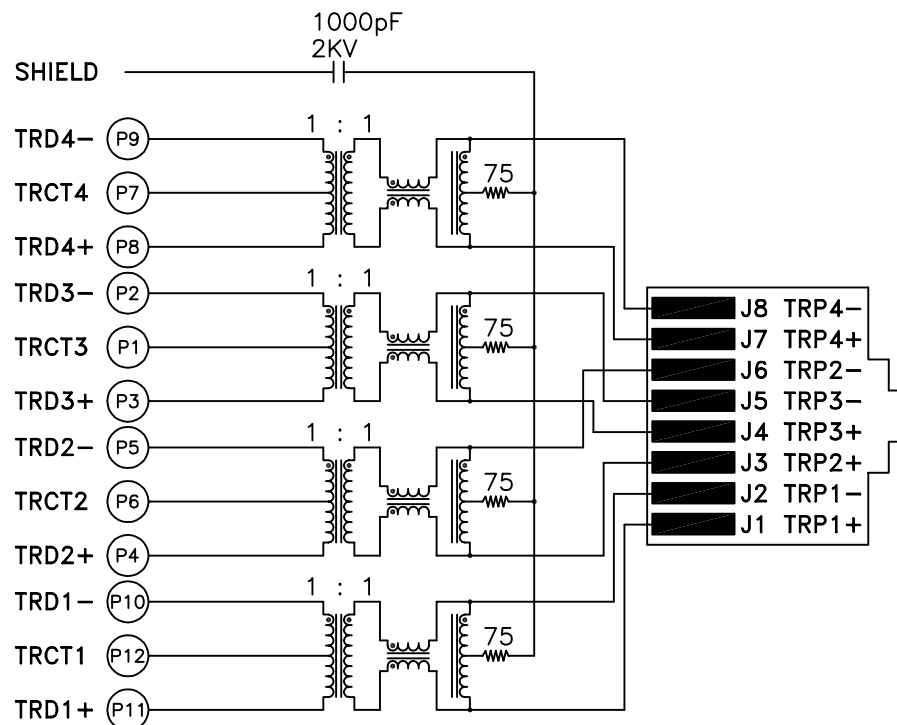 1000pF
2KV
SHIELD
1 : 1
TRD4- P9
75
TRCT4 P7
TRD4+ P8
1 : 1
TRD3- P2
75
TRCT3 P1
TRD3+ P3
1 : 1
TRD2- P5
75
TRCT2 P6
TRD2+ P4
1 : 1
TRD1- P10
75
TRCT1 P12
TRD1+ P11
J8 TRP4-
J7 TRP4+
J6 TRP2-
J5 TRP3-
J4 TRP3+
J3 TRP2+
J2 TRP1-
J1 TRP1+